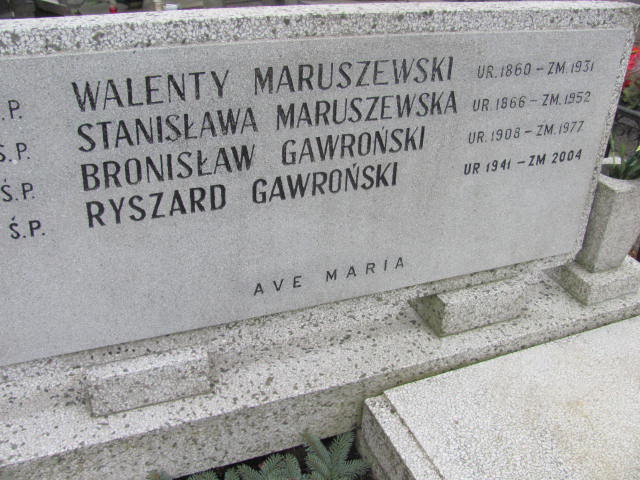 .P. WALENTY MARUSZEWSKI UR. 1860 – ZM. 1931
Ś.P. STANISŁAWA MARUSZEWSKA UR. 1866 – ZM. 1952
Ś.P. BRONISŁAW GAWROŃSKI UR. 1908 – ZM. 1977
Ś.P. RYSZARD GAWROŃSKI UR 1941 – ZM 2004
AVE MARIA